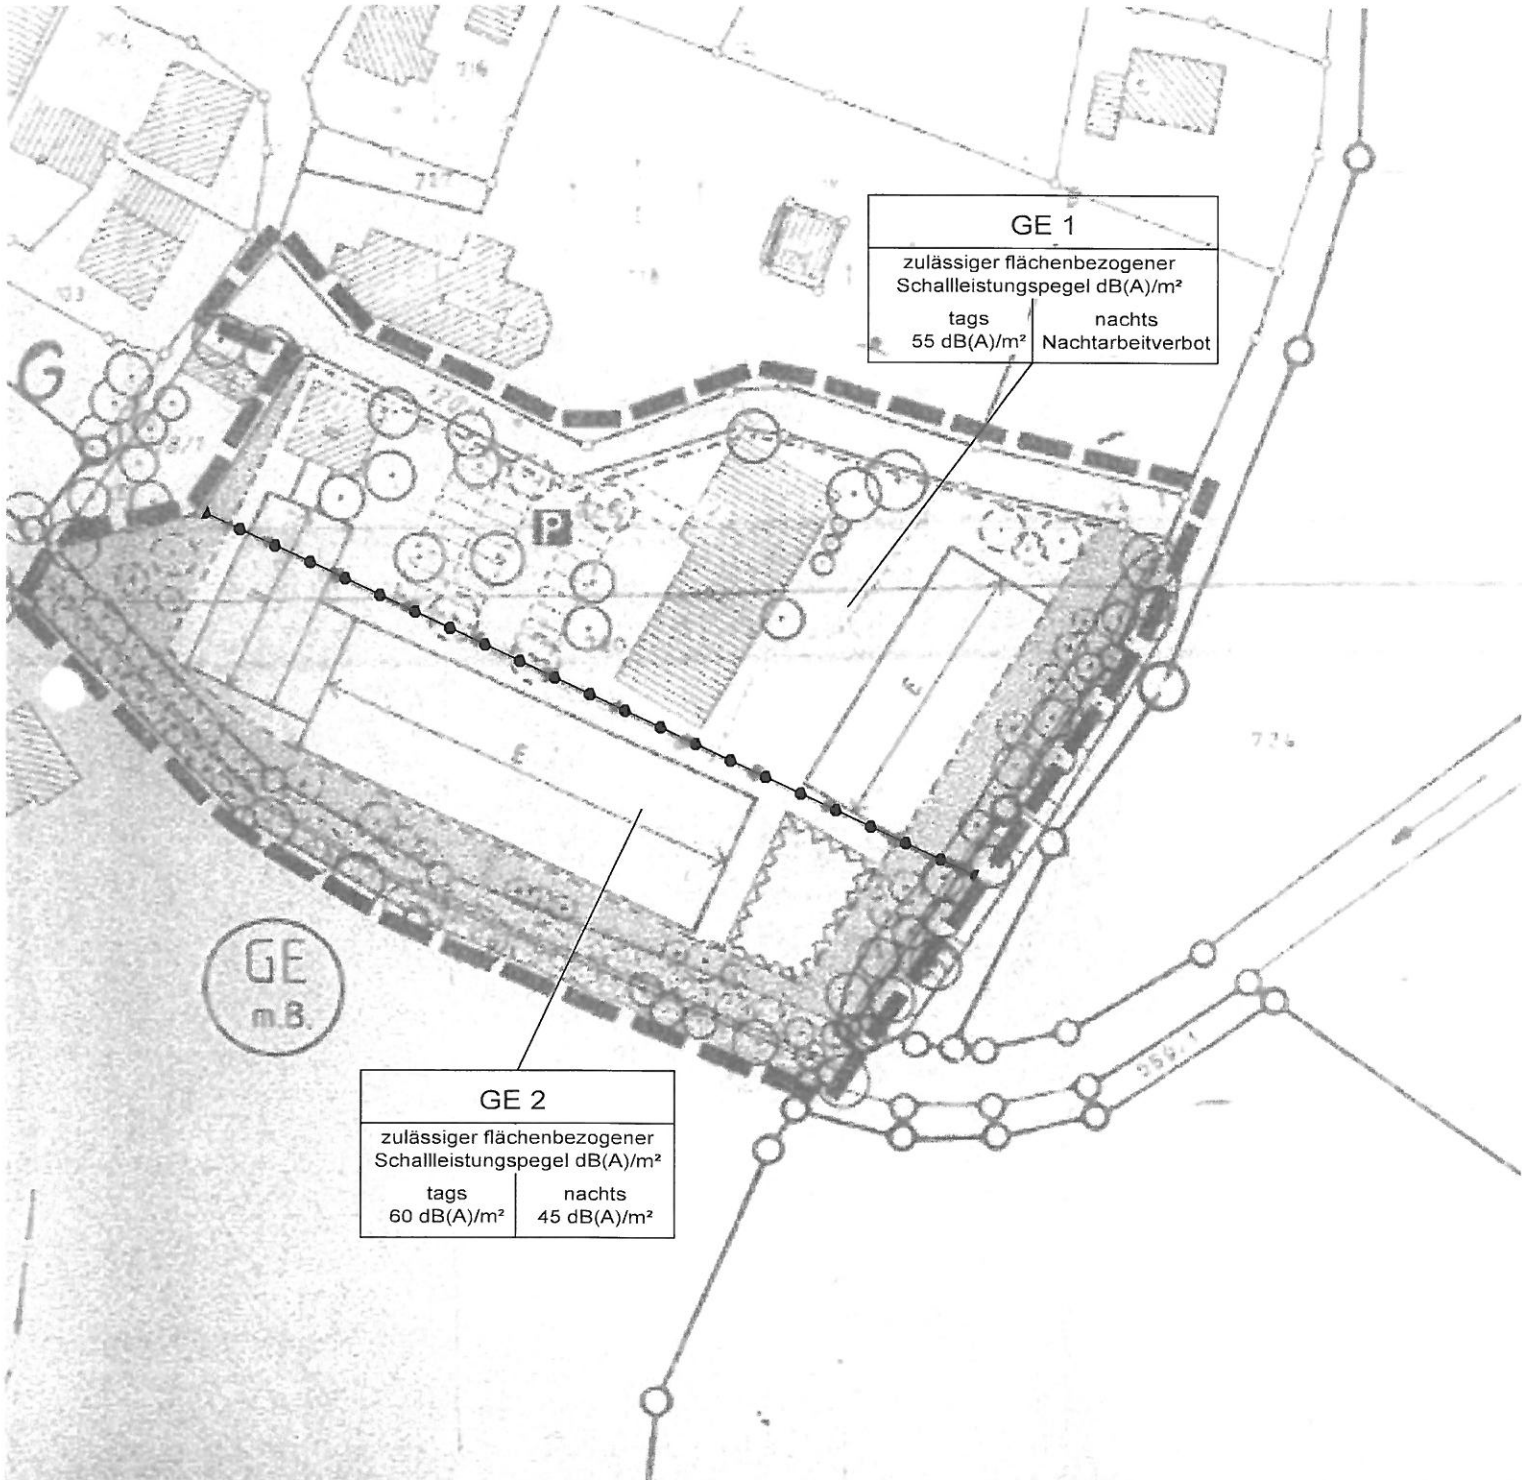 GE 1
zulässiger flächenbezogener
Schallleistungspegel dB(A)/m²
tags
55 dB(A)/m²
nachts
Nachtarbeitverbot
G
P
E
E
724
GE
m.B.
GE 2
zulässiger flächenbezogener
Schallleistungspegel dB(A)/m²
tags
60 dB(A)/m²
nachts
45 dB(A)/m²